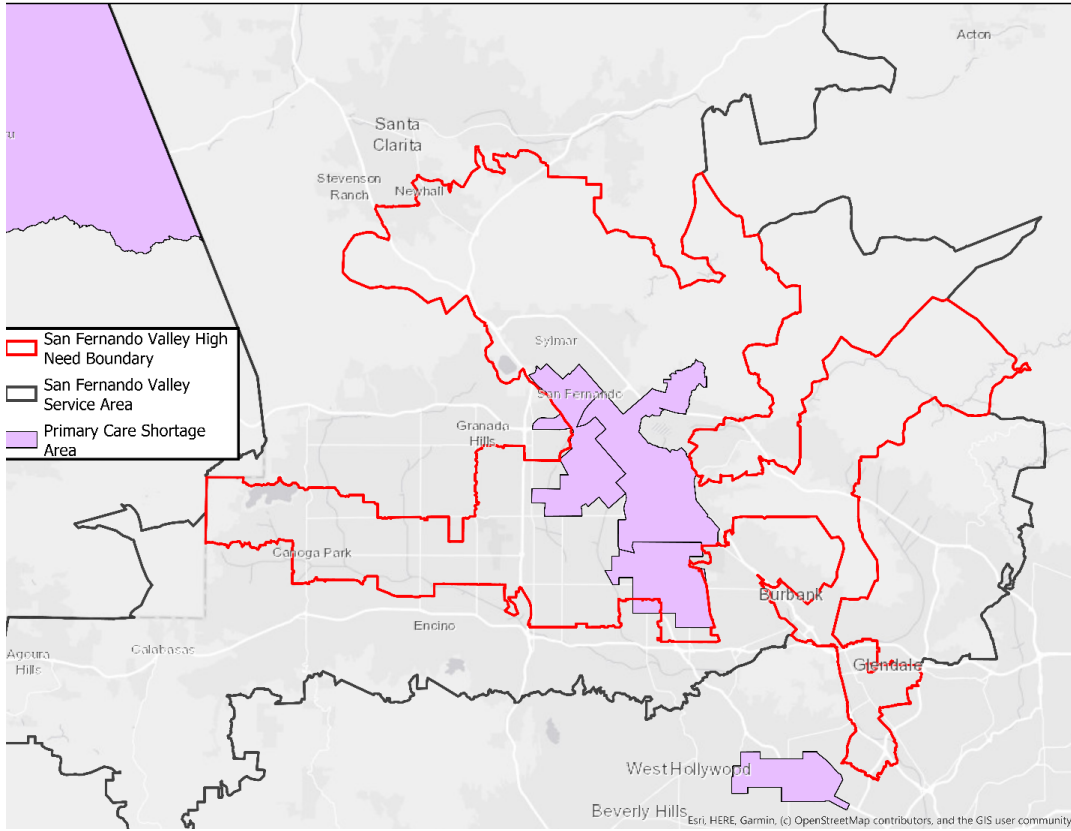 Acton
Santa
Clarita
Stevenson
Ranch
Newhall
San Fernando Valley High
Need Boundary
San Fernando Valley
Service Area
Primary Care Shortage
Area
Sylmar
San Fernando
Granada
Hills
Canoga Park
Burbank
Encino
Agoura
Hills
Calabasas
Glendale
West Hollywood
Beverly Hills
Esri, HERE, Garmin, (c) OpenStreetMap contributors, and the GIS user community